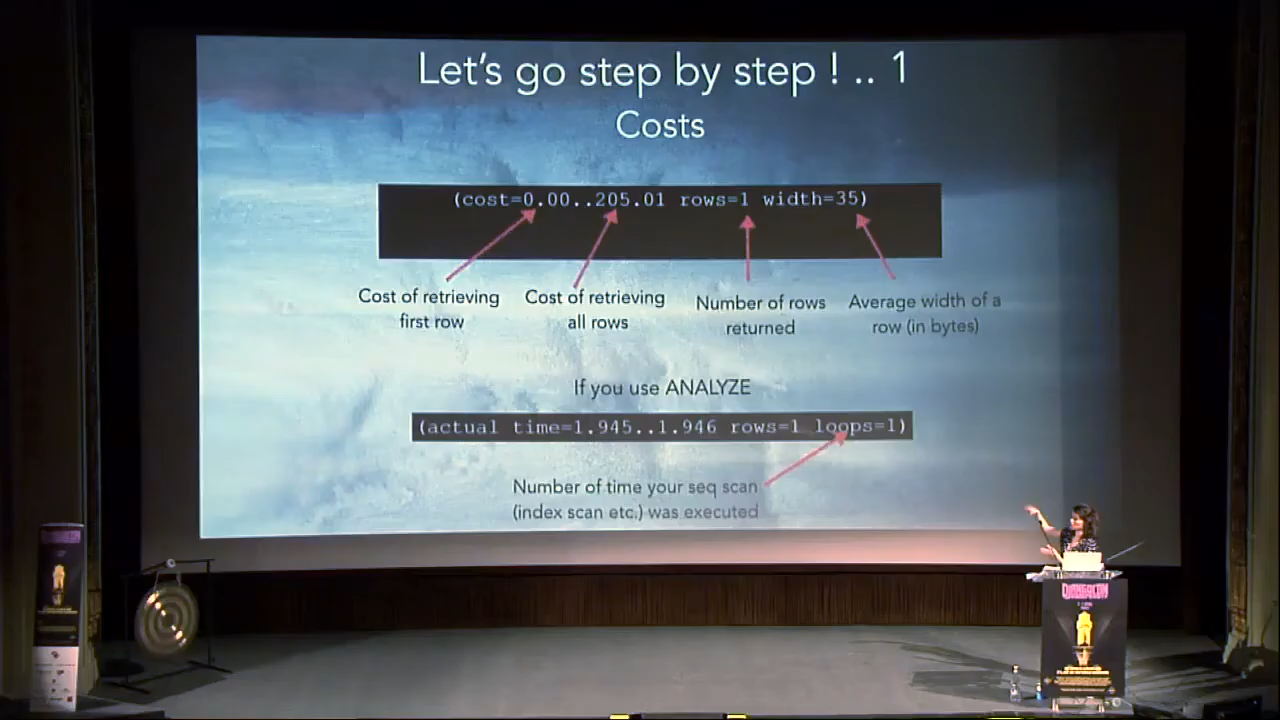 Let's go step by step ! .. 1
Costs
(cost=0.00..205.01 rows=1 width=35)
Cost of retrieving
first row
Cost of retrieving
all rows
Number of rows
returned
Average width of a
row (in bytes)
If you use ANALYZE
(actual time=1.945..1.946 rows=1 loops=1)
Number of time your seq scan
(index scan etc.) was executed